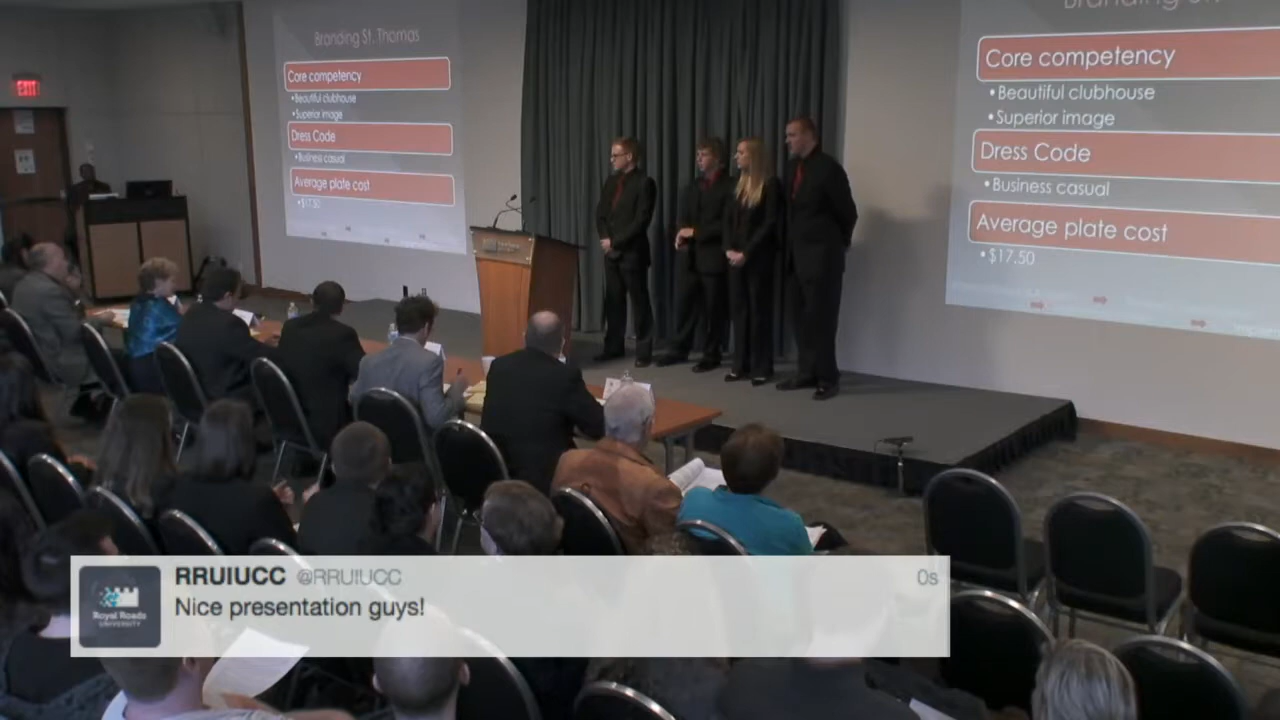 Branding St. Thomas
Core competency
•Beautiful clubhouse
•Superior image
Dress Code
•Business casual
Average plate cost
•$17.50
EXIT
Branding
Core competency
•Beautiful clubhouse
•Superior image
Dress Code
•Business casual
Average plate cost
•$17.50
RRUIUCC @RRUIUCC 0s
Nice presentation guys!
Royal Roads
UNIVERSITY